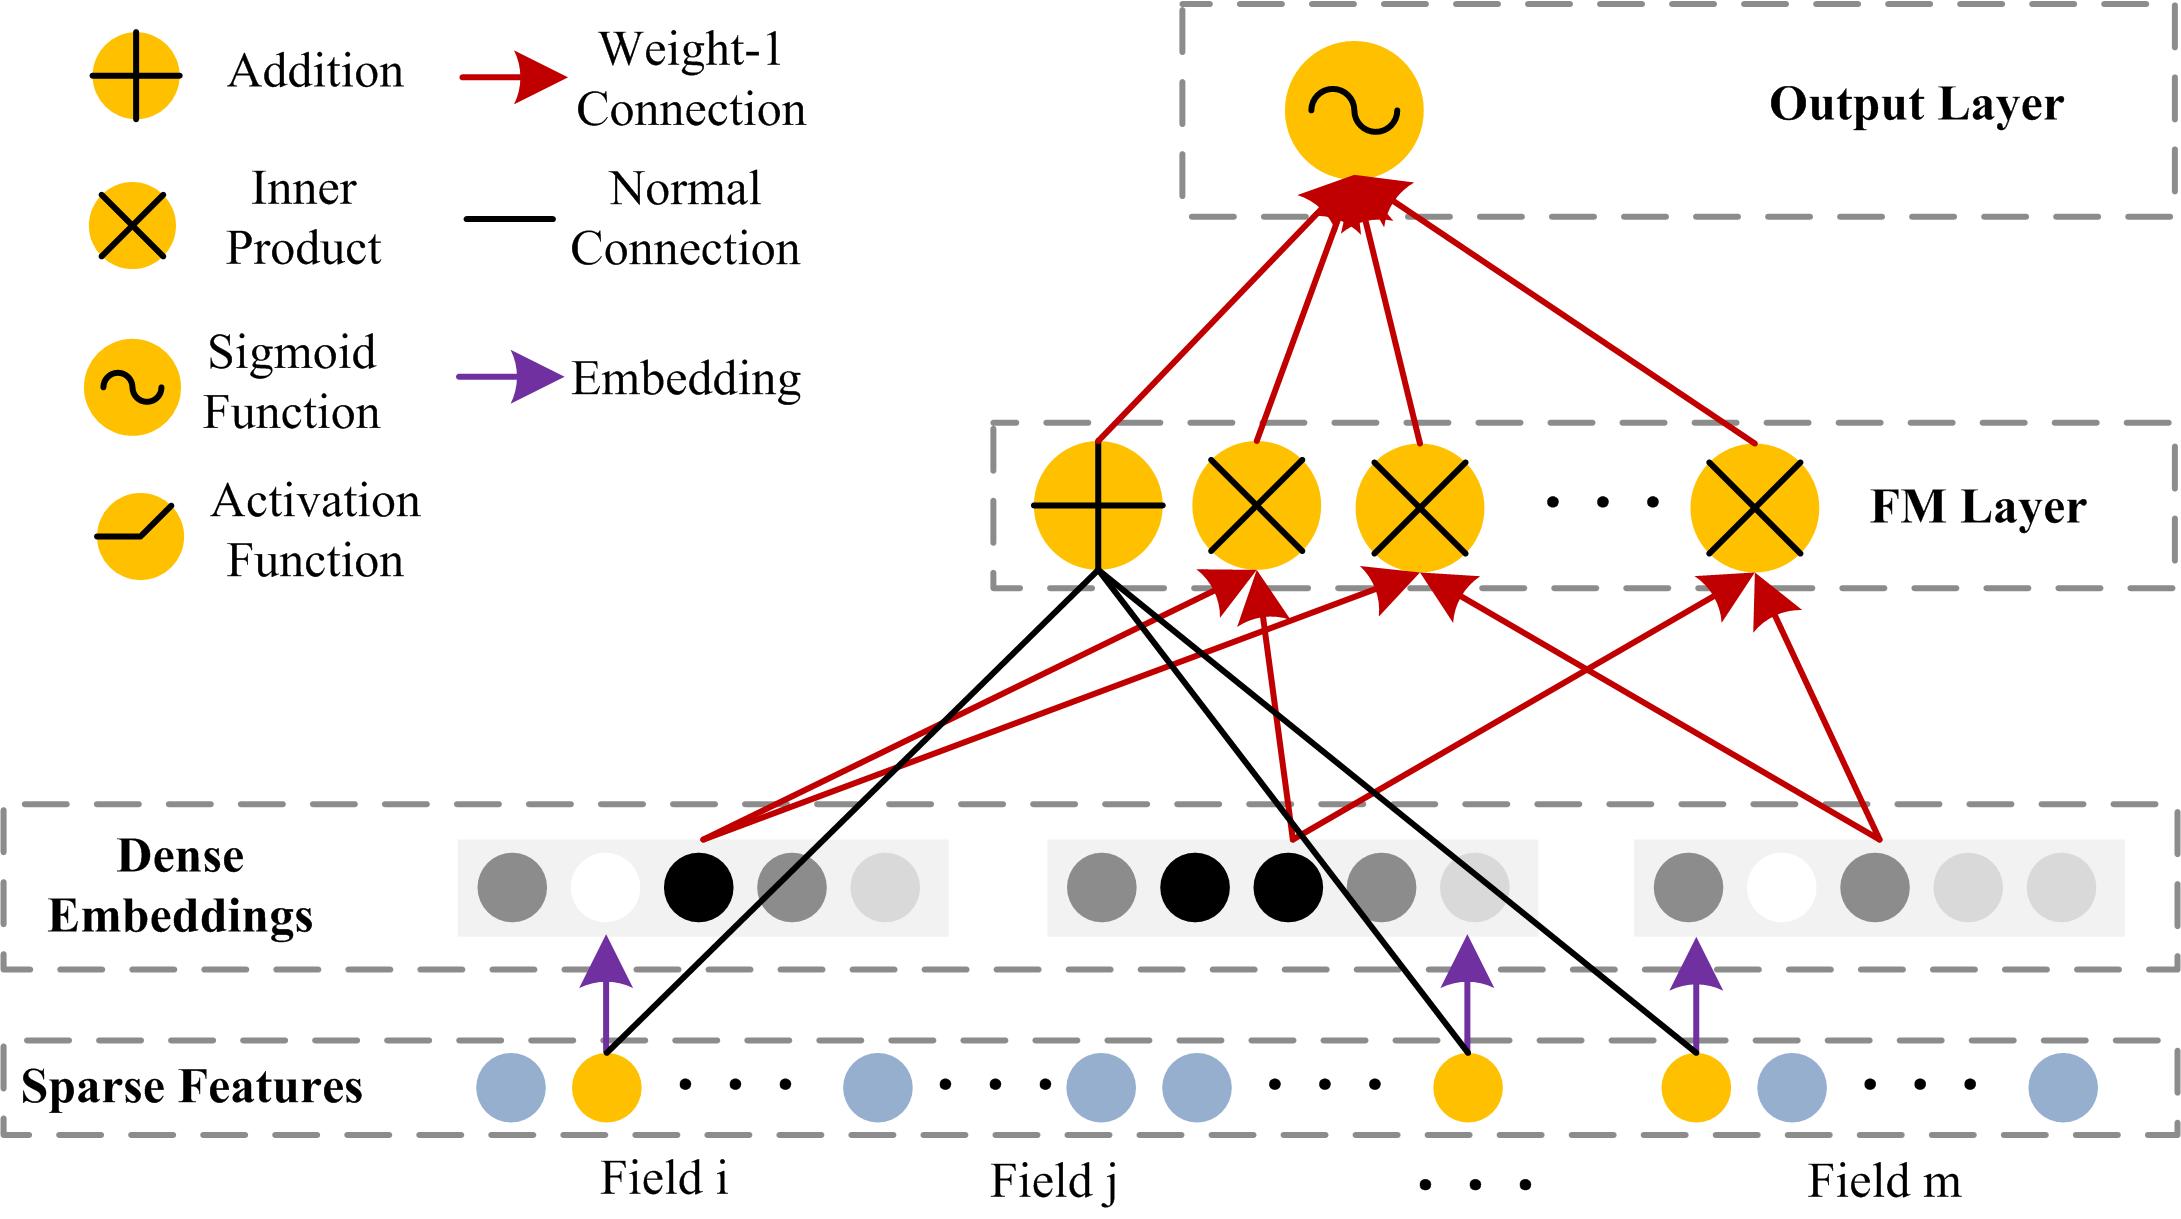 Addition
Weight-1
Connection
Inner
Product
Normal
Connection
Sigmoid
Function
Embedding
Activation
Function
Output Layer
FM Layer
Dense
Embeddings
Sparse Features
Field i
Field j
. . .
Field m